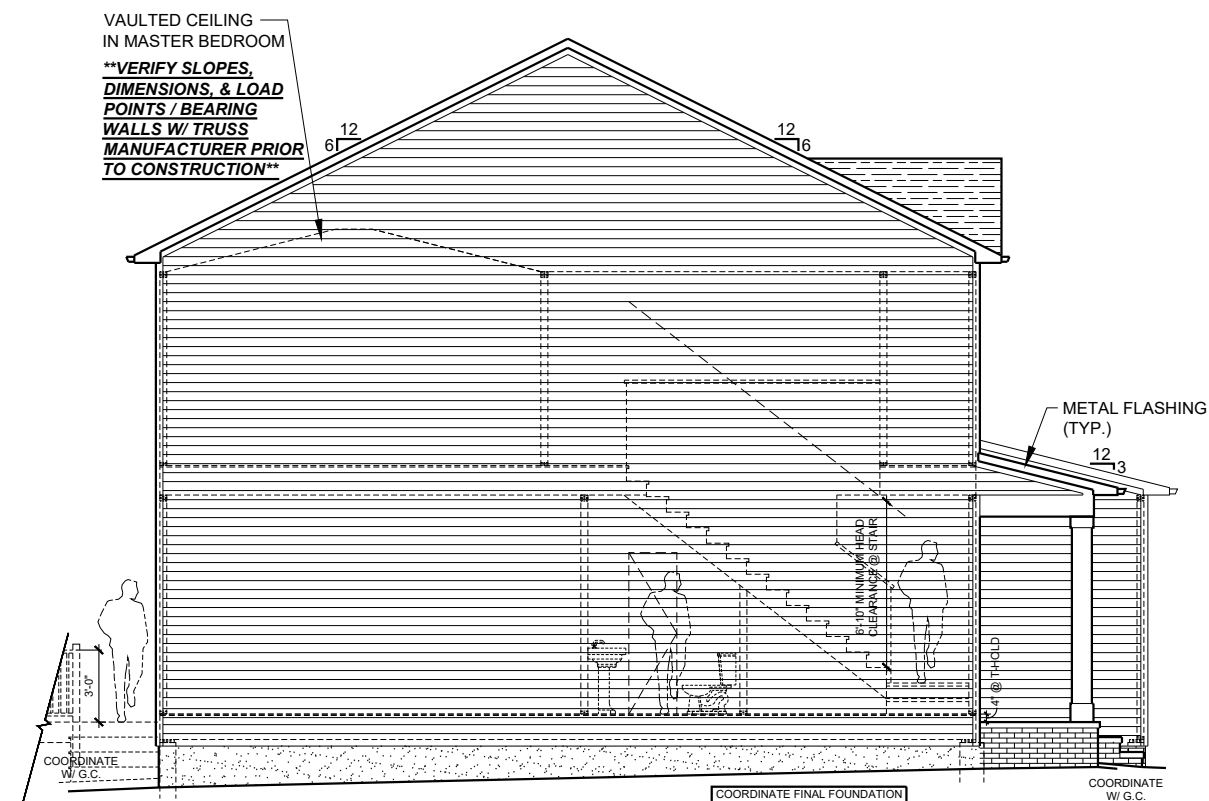 VAULTED CEILING
IN MASTER BEDROOM
**VERIFY SLOPES,
DIMENSIONS, & LOAD
POINTS / BEARING
WALLS W/ TRUSS
MANUFACTURER PRIOR
TO CONSTRUCTION**
12
6
12
6
METAL FLASHING
(TYP.)
12
3
6'-10" MINIMUM HEAD
CLEARANCE @ STAIR
3'-0"
4" @ T-HOLD
COORDINATE
W/ G.C.
COORDINATE FINAL FOUNDATION
COORDINATE
W/ G.C.